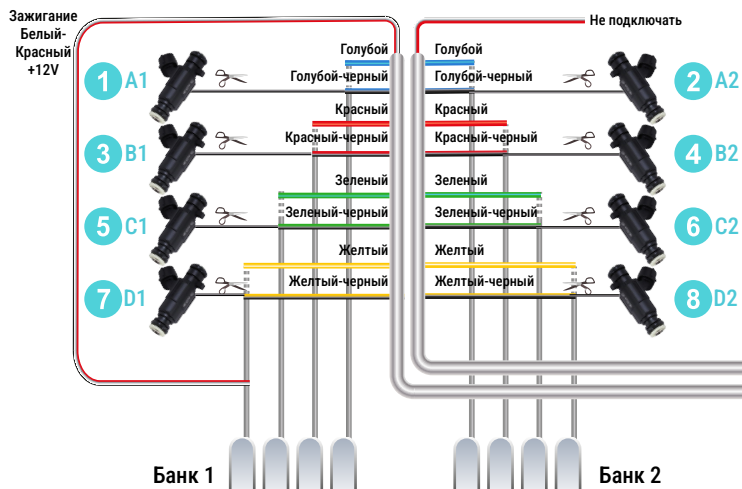 Зажигание
Белый-
Красный
+12V
Не подключать
Голубой
Голубой
1 A1
Голубой-черный
Голубой-черный
2 A2
Красный
Красный
3 B1
Красный-черный
Красный-черный
4 B2
Зеленый
Зеленый
5 C1
Зеленый-черный
Зеленый-черный
6 C2
Желтый
Желтый
7 D1
Желтый-черный
Желтый-черный
8 D2
Банк 1
Банк 2